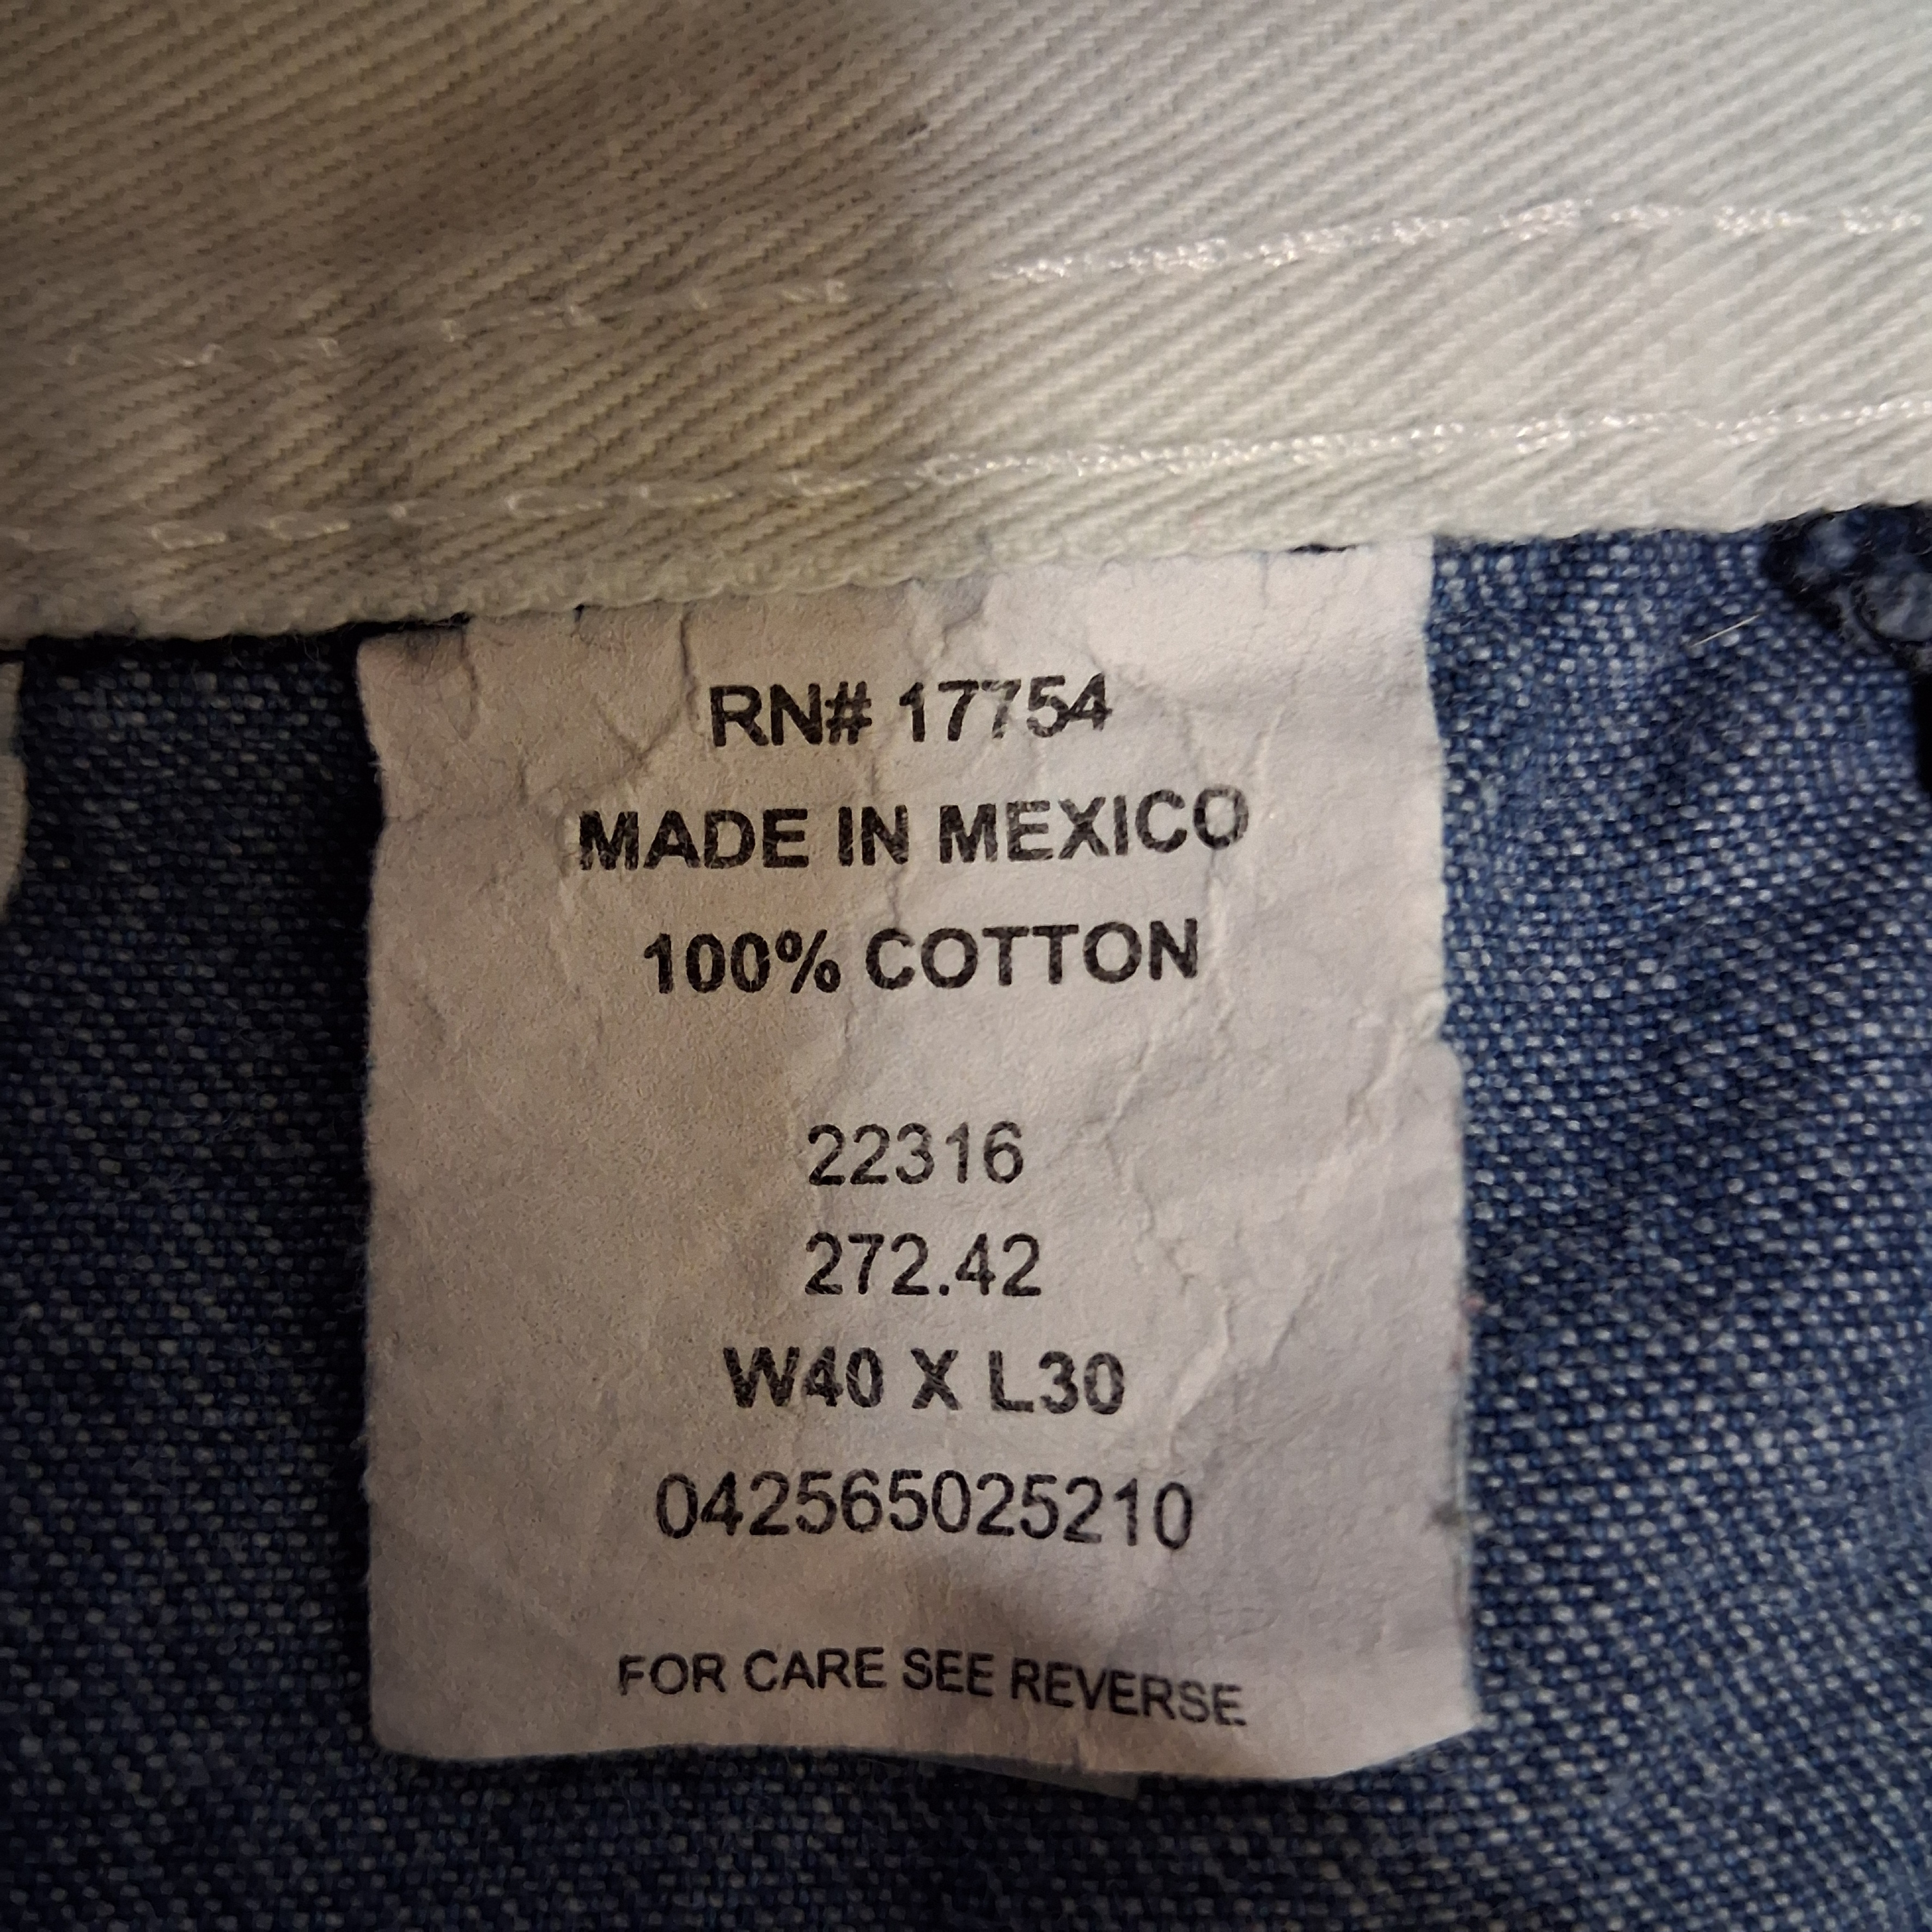 RN# 17754
MADE IN MEXICO
100% COTTON
22316
272.42
W40 X L30
042565025210
FOR CARE SEE REVERSE